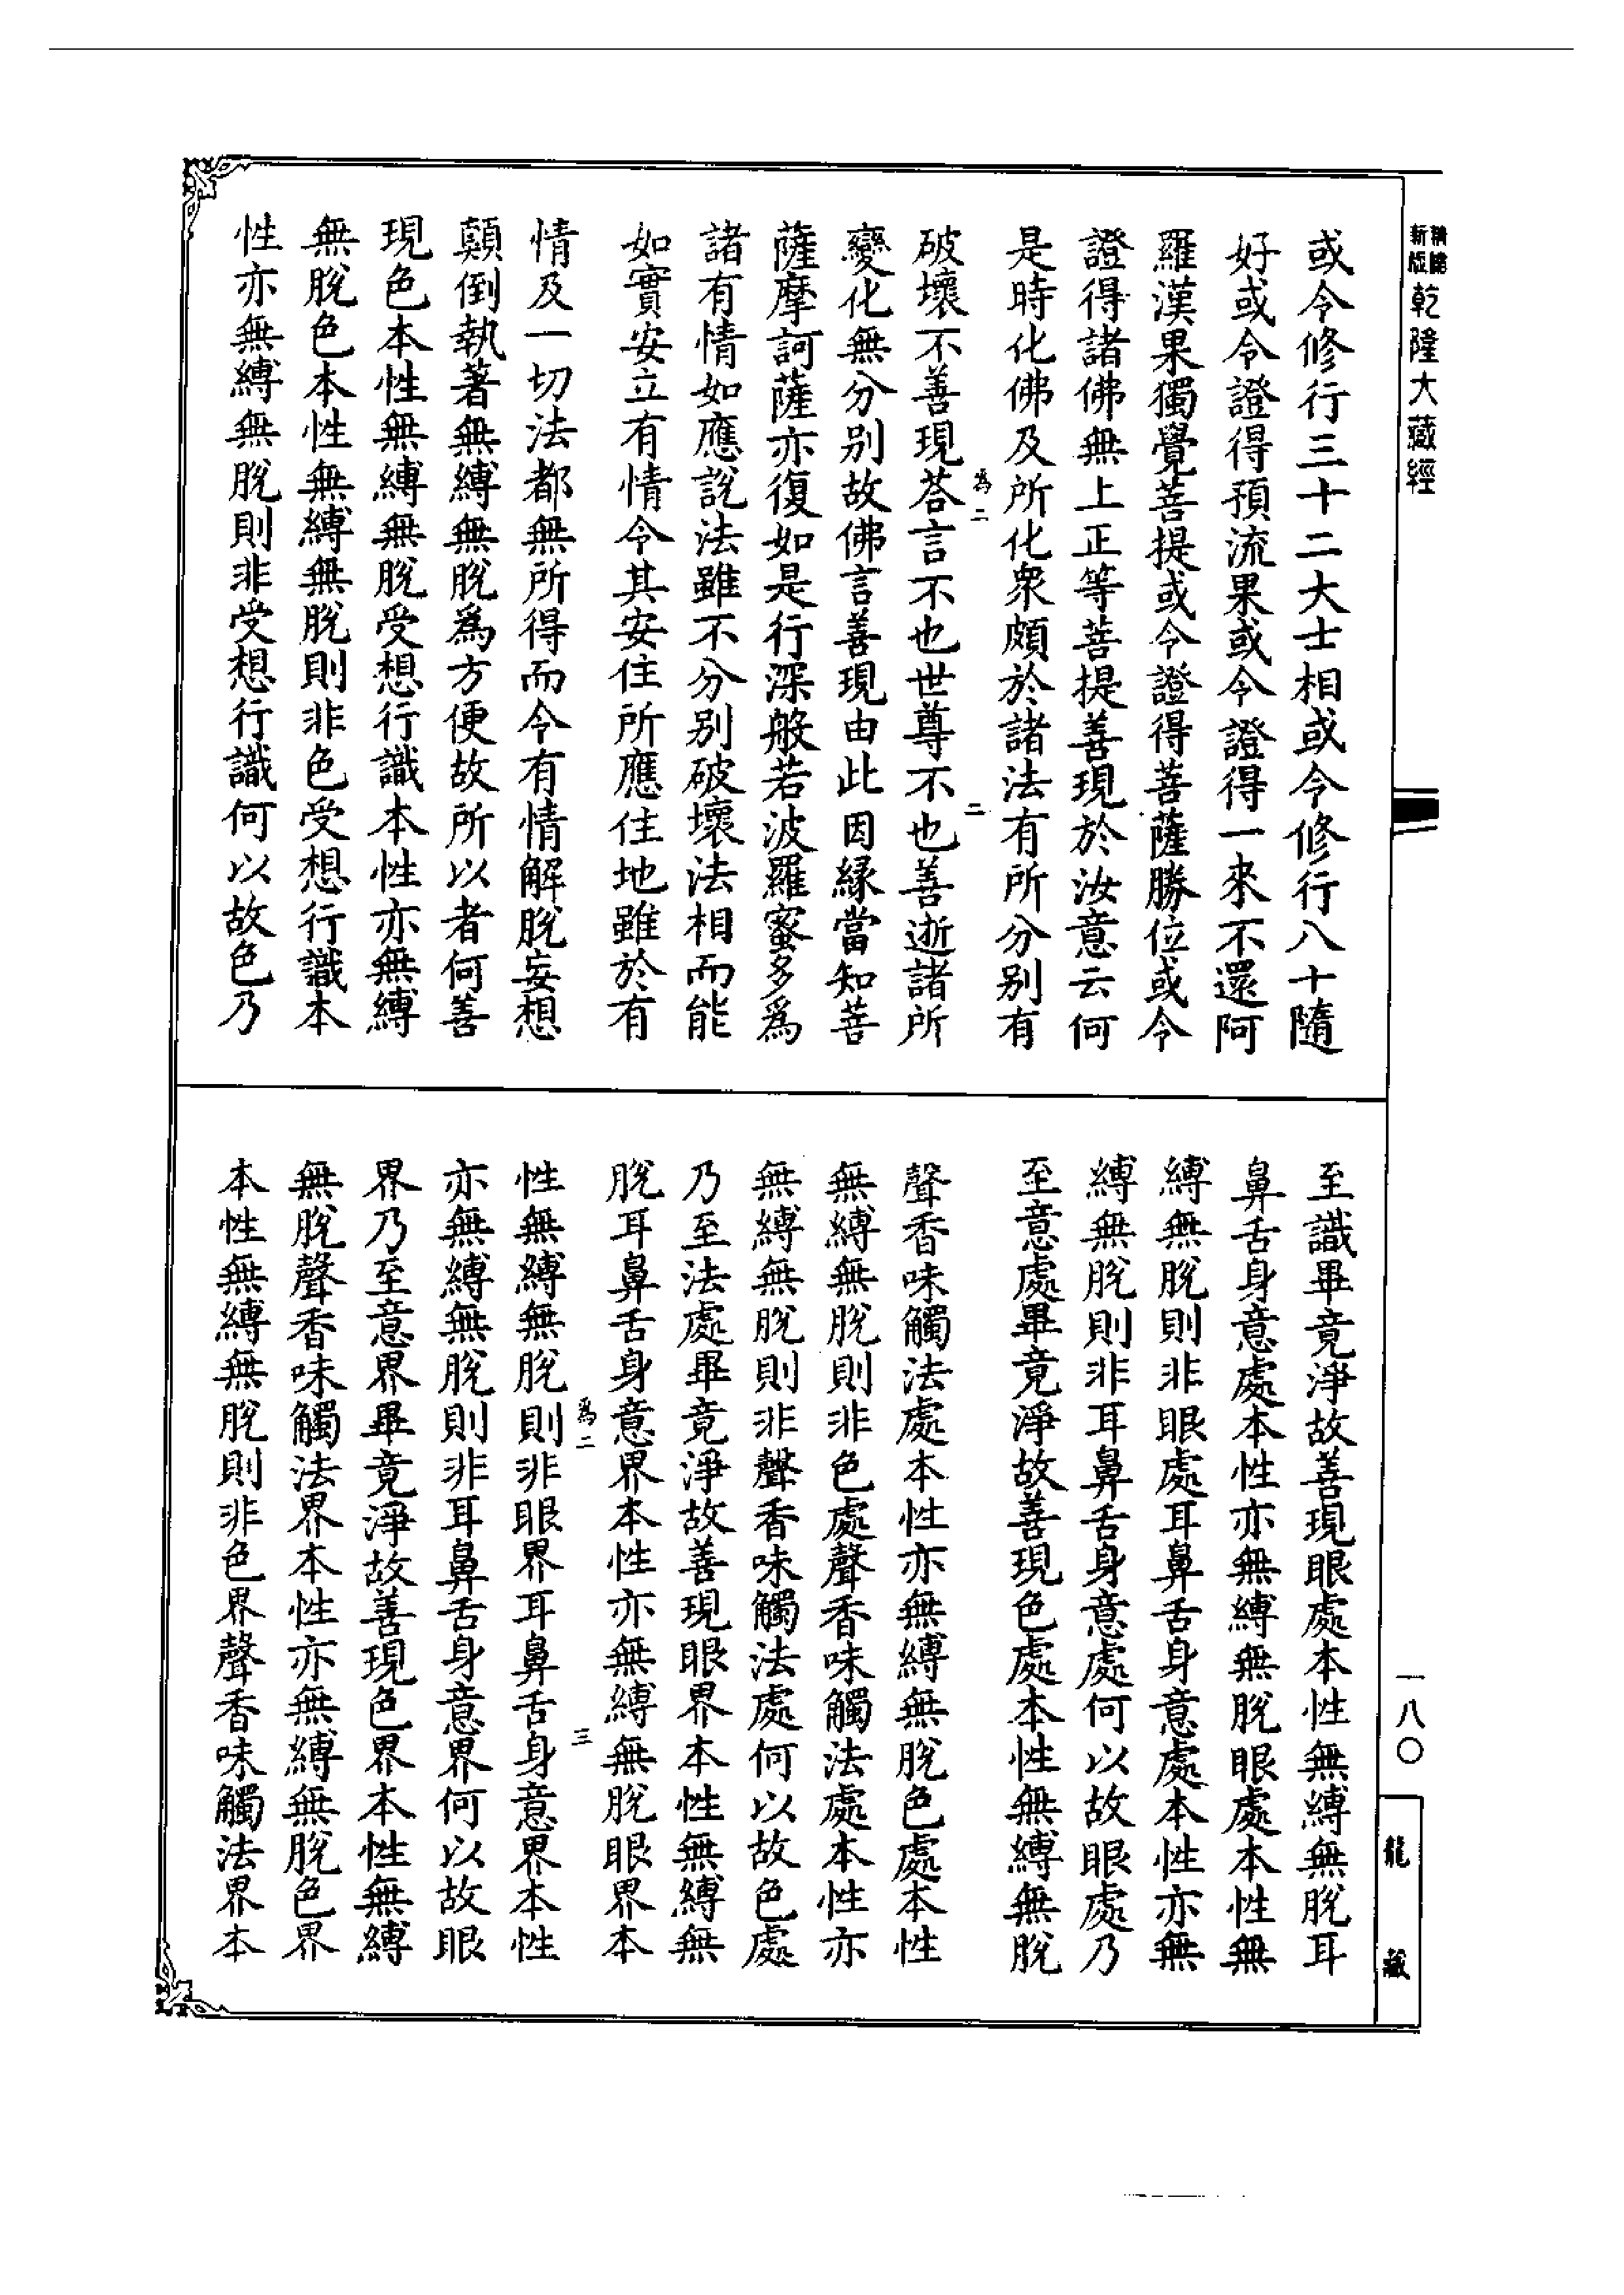 新版
乾隆大藏經
或令修行三十二大士相或令修行八十隨
好或令證得預流果或令證得一來不還阿
羅漢果獨覺菩提或令證得菩薩勝位或令
證得諸佛無上正等菩提善現於汝意云何
是時化佛及所化衆頗於諸法有所分别有
為二
二
破壞不善現荅言不也世尊不也善逝諸所
變化無分别故佛言善現由此因緣當知菩
薩摩訶薩亦復如是行深般若波羅蜜多爲
諸有情如應說法雖不分别破壞法相而能
如實安立有情令其安住所應住地雖於有
情及一切法都無所得而令有情解脫妄想
顛倒執著無縛無脫爲方便故所以者何善
現色本性無縛無脫受想行識本性亦無縛
無脫色本性無縛無脫則非色受想行識本
性亦無縛無脫則非受想行識何以故色乃
至識畢竟淨故善現眼處本性無縛無脫耳
鼻舌身意處本性亦無縛無脫眼處本性無
縛無脫則非眼處耳鼻舌身意處本性亦無
縛無脫則非耳鼻舌身意處何以故眼處乃
至意處畢竟淨故善現色處本性無縛無脫
聲香味觸法處本性亦無縛無脫色處本性
無縛無脫則非色處聲香味觸法處本性亦
無縛無脫則非聲香味觸法處何以故色處
乃至法處畢竟淨故善現眼界本性無縛無
脫耳鼻舌身意界本性亦無縛無脫眼界本
為二
三
性無縛無脫則非眼界耳鼻舌身意界本性
亦無縛無脫則非耳鼻舌身意界何以故眼
界乃至意界畢竟淨故善現色界本性無縛
無脫聲香味觸法界本性亦無縛無脫色界
本性無縛無脫則非色界聲香味觸法界本
一八〇
龍藏